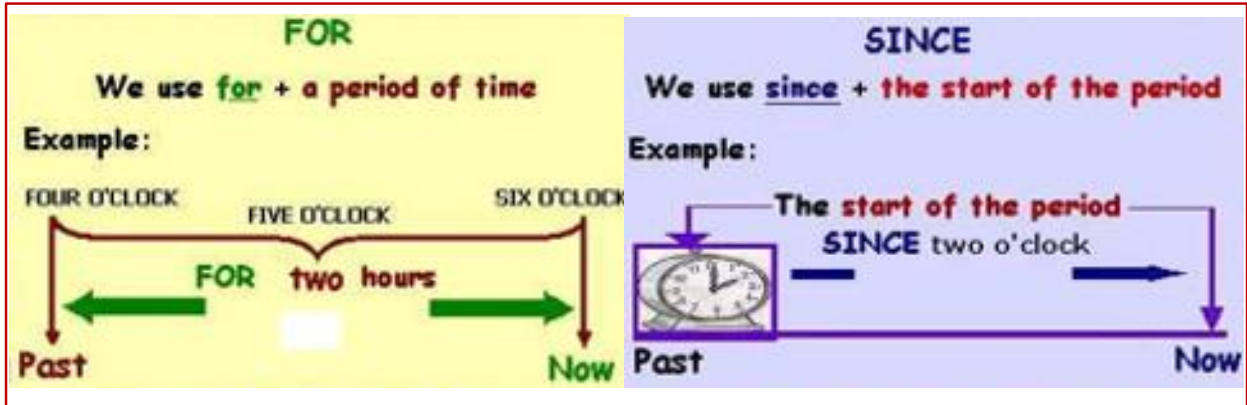 FOR
We use for + a period of time
Example:
FOUR O'CLOCK
FIVE O'CLOCK
SIX O'CLOCK
FOR two hours
Past
Now
SINCE
We use since + the start of the period
Example:
The start of the period
SINCE two o'clock
Past
Now